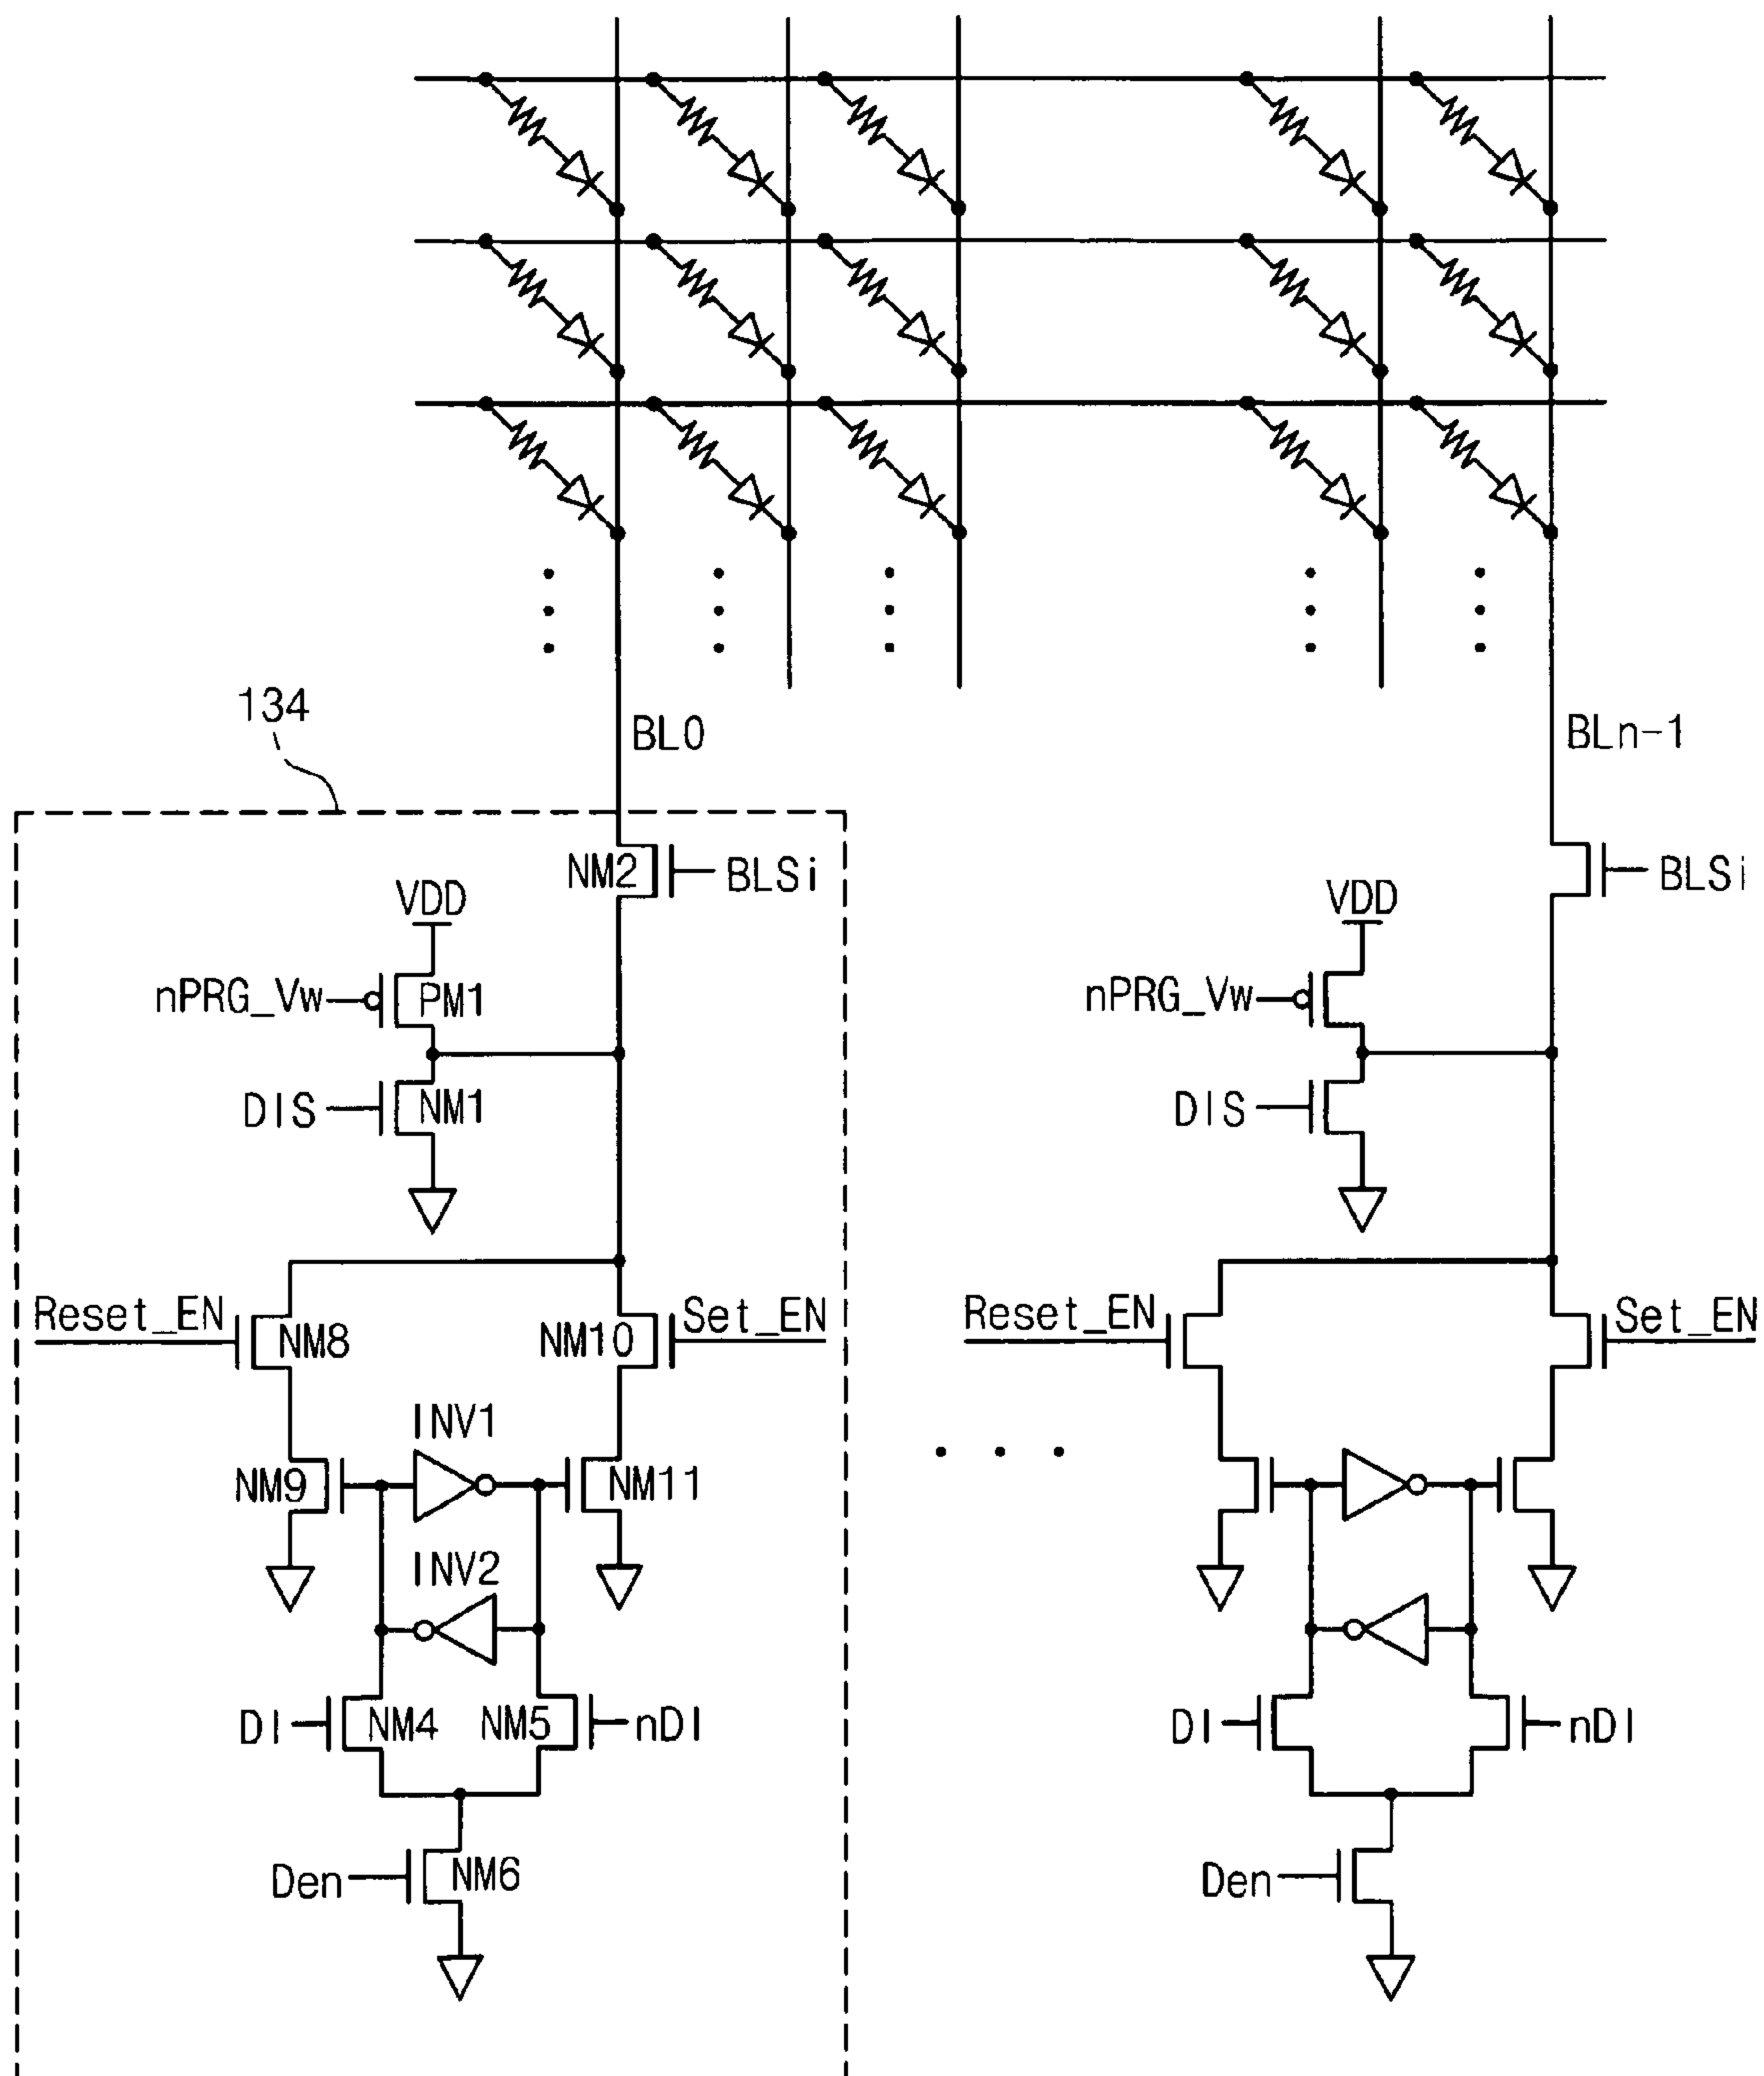 134
BL0
BLn-1
NM2
BLSi
BLSi
VDD
VDD
nPRG_Vw
PM1
nPRG_Vw
DIS
NM1
DIS
Reset_EN
NM8
NM10
Set_EN
Reset_EN
Set_EN
INV1
NM9
NM11
INV2
DI
NM4
NM5
nDI
DI
nDI
Den
NM6
Den